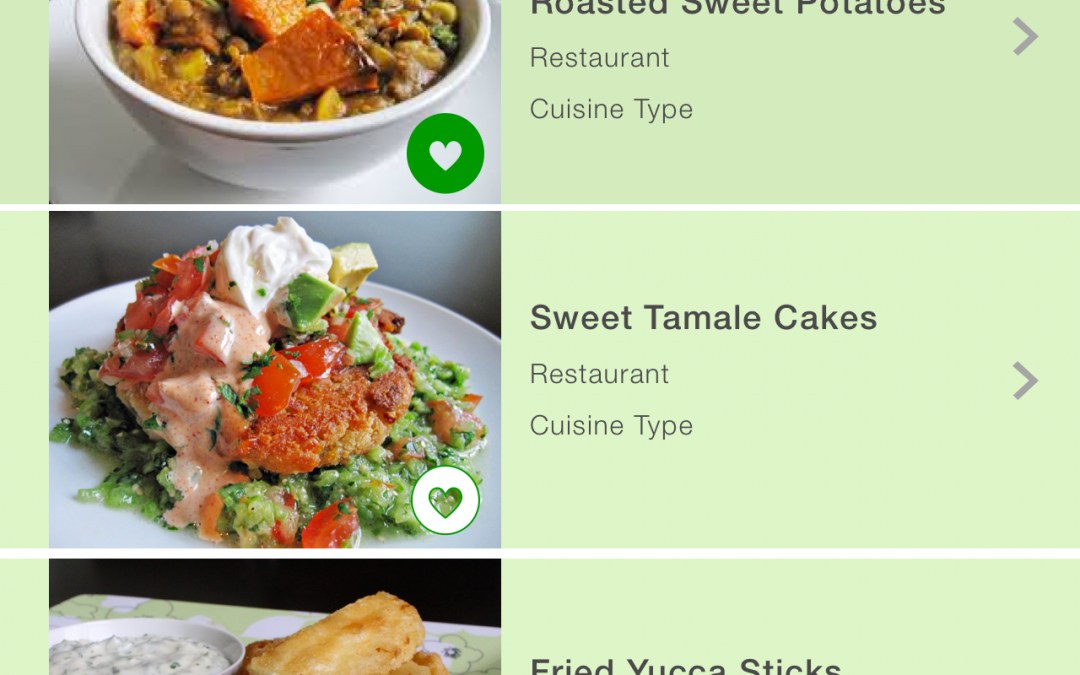 Roasted Sweet Potatoes
Restaurant
Cuisine Type
Sweet Tamale Cakes
Restaurant
Cuisine Type
Fried Yucca Sticks